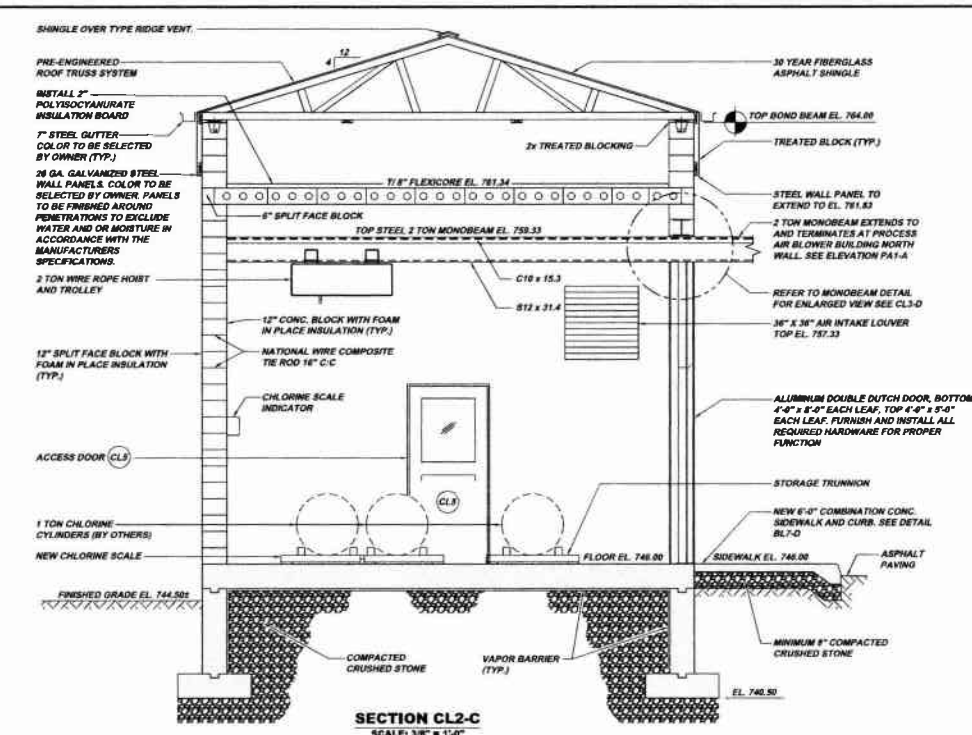 SHINGLE OVER TYPE RIDGE VENT.
12
4
PRE-ENGINEERED
ROOF TRUSS SYSTEM
30 YEAR FIBERGLASS
ASPHALT SHINGLE
INSTALL 2"
POLYISOCYANURATE
INSULATION BOARD
TOP BOND BEAM EL. 764.00
7" STEEL GUTTER
COLOR TO BE SELECTED
BY OWNER (TYP.)
2x TREATED BLOCKING
TREATED BLOCK (TYP.)
26 GA. GALVANIZED STEEL
WALL PANELS. COLOR TO BE
SELECTED BY OWNER. PANELS
TO BE FINISHED AROUND
PENETRATIONS TO EXCLUDE
WATER AND OR MOISTURE IN
ACCORDANCE WITH THE
MANUFACTURERS
SPECIFICATIONS.
T/ 8" FLEXICORE EL. 761.34
STEEL WALL PANEL TO
EXTEND TO EL. 761.83
6" SPLIT FACE BLOCK
TOP STEEL 2 TON MONOBEAM EL. 759.33
2 TON MONOBEAM EXTENDS TO
AND TERMINATES AT PROCESS
AIR BLOWER BUILDING NORTH
WALL. SEE ELEVATION PA1-A
2 TON WIRE ROPE HOIST
AND TROLLEY
C10 x 15.3
S12 x 31.4
REFER TO MONOBEAM DETAIL
FOR ENLARGED VIEW SEE CL3-D
12" CONC. BLOCK WITH FOAM
IN PLACE INSULATION (TYP.)
36" X 36" AIR INTAKE LOUVER
TOP EL. 757.33
12" SPLIT FACE BLOCK WITH
FOAM IN PLACE INSULATION
(TYP.)
NATIONAL WIRE COMPOSITE
TIE ROD 16" C/C
CHLORINE SCALE
INDICATOR
ALUMINUM DOUBLE DUTCH DOOR, BOTTOM
4'-0" x 8'-0" EACH LEAF, TOP 4'-0" x 5'-0"
EACH LEAF. FURNISH AND INSTALL ALL
REQUIRED HARDWARE FOR PROPER
FUNCTION
ACCESS DOOR CL5
CL5
STORAGE TRUNNION
1 TON CHLORINE
CYLINDERS (BY OTHERS)
NEW 6'-0" COMBINATION CONC.
SIDEWALK AND CURB. SEE DETAIL
BL7-D
NEW CHLORINE SCALE
FLOOR EL. 746.00
SIDEWALK EL. 746.00
ASPHALT
PAVING
FINISHED GRADE EL. 744.50±
COMPACTED
CRUSHED STONE
VAPOR BARRIER
(TYP.)
MINIMUM 8" COMPACTED
CRUSHED STONE
EL. 740.50
SECTION CL2-C
SCALE: 3/8" = 1'-0"